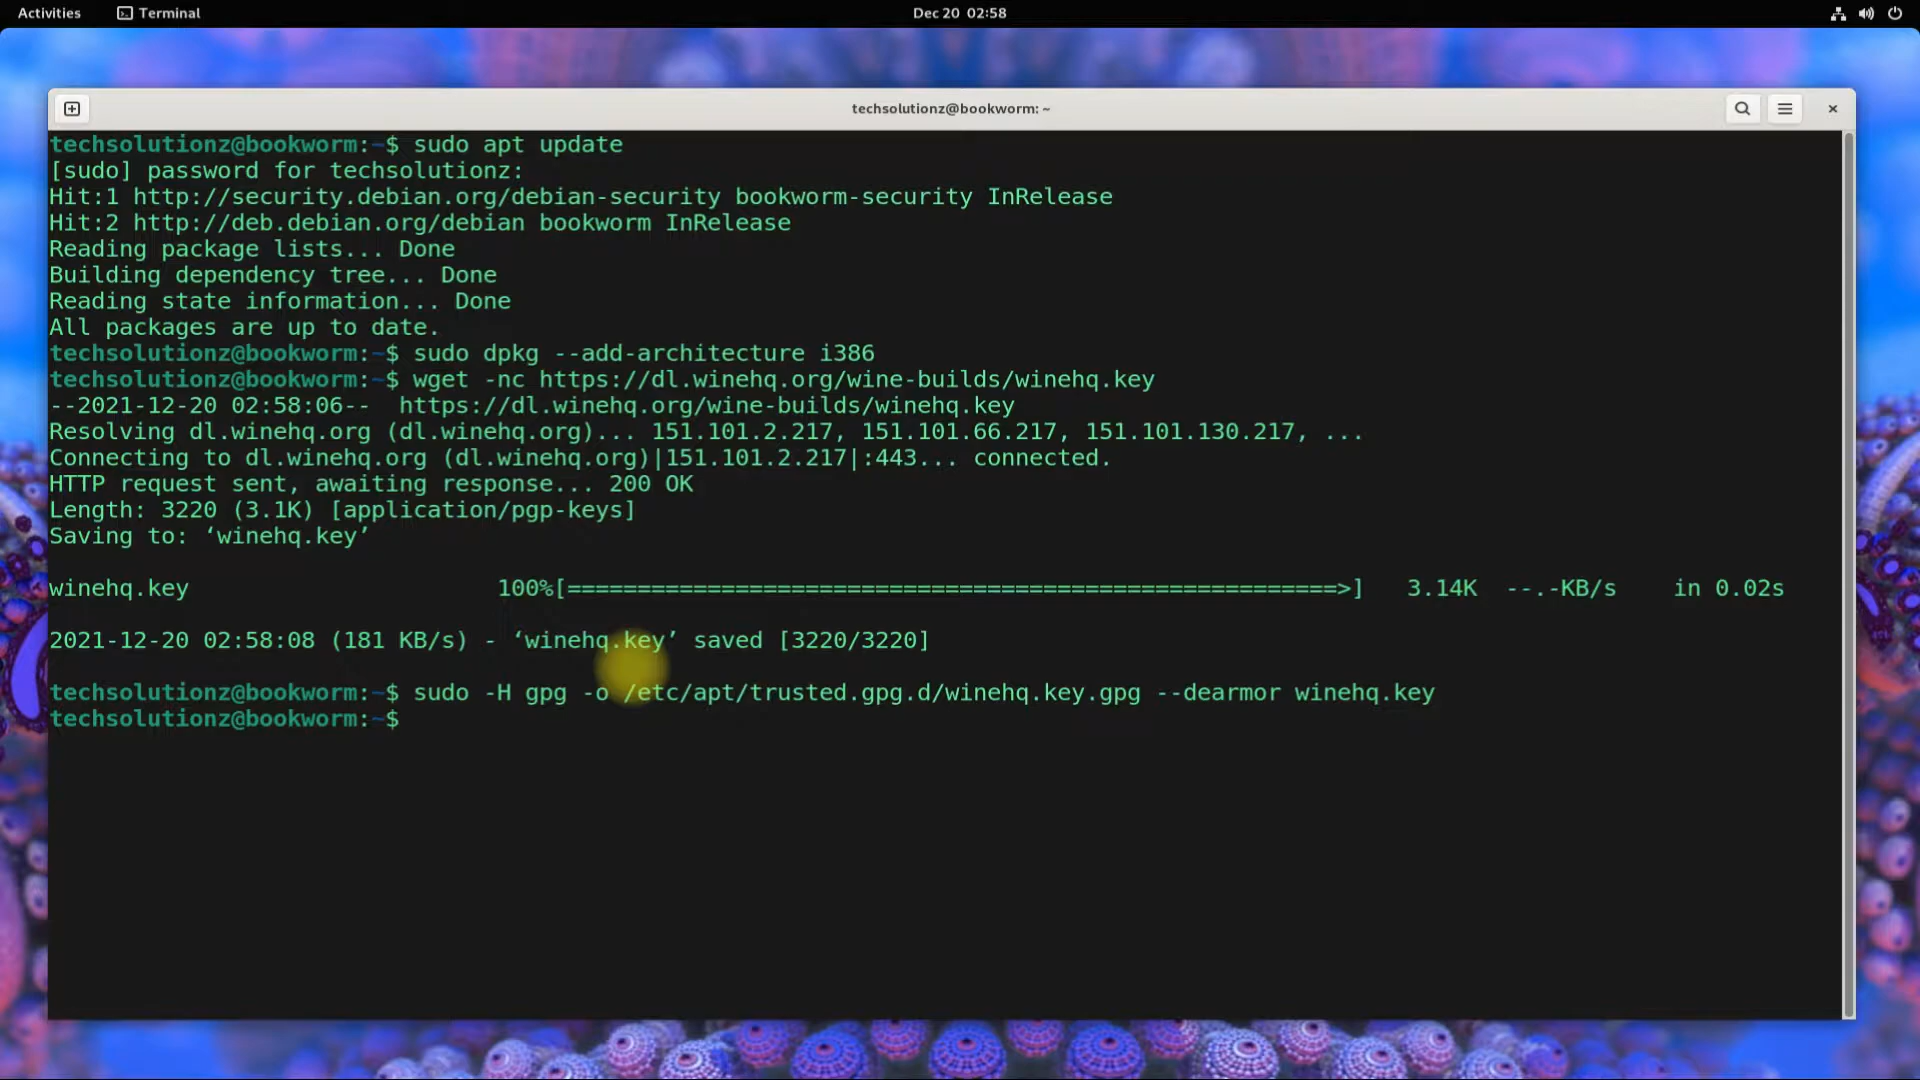 Activities Terminal Dec 20 02:58
techsolutionz@bookworm: ~
techsolutionz@bookworm:~$ sudo apt update
[sudo] password for techsolutionz:
Hit:1 http://security.debian.org/debian-security bookworm-security InRelease
Hit:2 http://deb.debian.org/debian bookworm InRelease
Reading package lists... Done
Building dependency tree... Done
Reading state information... Done
All packages are up to date.
techsolutionz@bookworm:~$ sudo dpkg --add-architecture i386
techsolutionz@bookworm:~$ wget -nc https://dl.winehq.org/wine-builds/winehq.key
--2021-12-20 02:58:06--  https://dl.winehq.org/wine-builds/winehq.key
Resolving dl.winehq.org (dl.winehq.org)... 151.101.2.217, 151.101.66.217, 151.101.130.217, ...
Connecting to dl.winehq.org (dl.winehq.org)|151.101.2.217|:443... connected.
HTTP request sent, awaiting response... 200 OK
Length: 3220 (3.1K) [application/pgp-keys]
Saving to: ‘winehq.key’
winehq.key 100%[=======================================================>] 3.14K --.-KB/s in 0.02s
2021-12-20 02:58:08 (181 KB/s) - ‘winehq.key’ saved [3220/3220]
techsolutionz@bookworm:~$ sudo -H gpg -o /etc/apt/trusted.gpg.d/winehq.key.gpg --dearmor winehq.key
techsolutionz@bookworm:~$